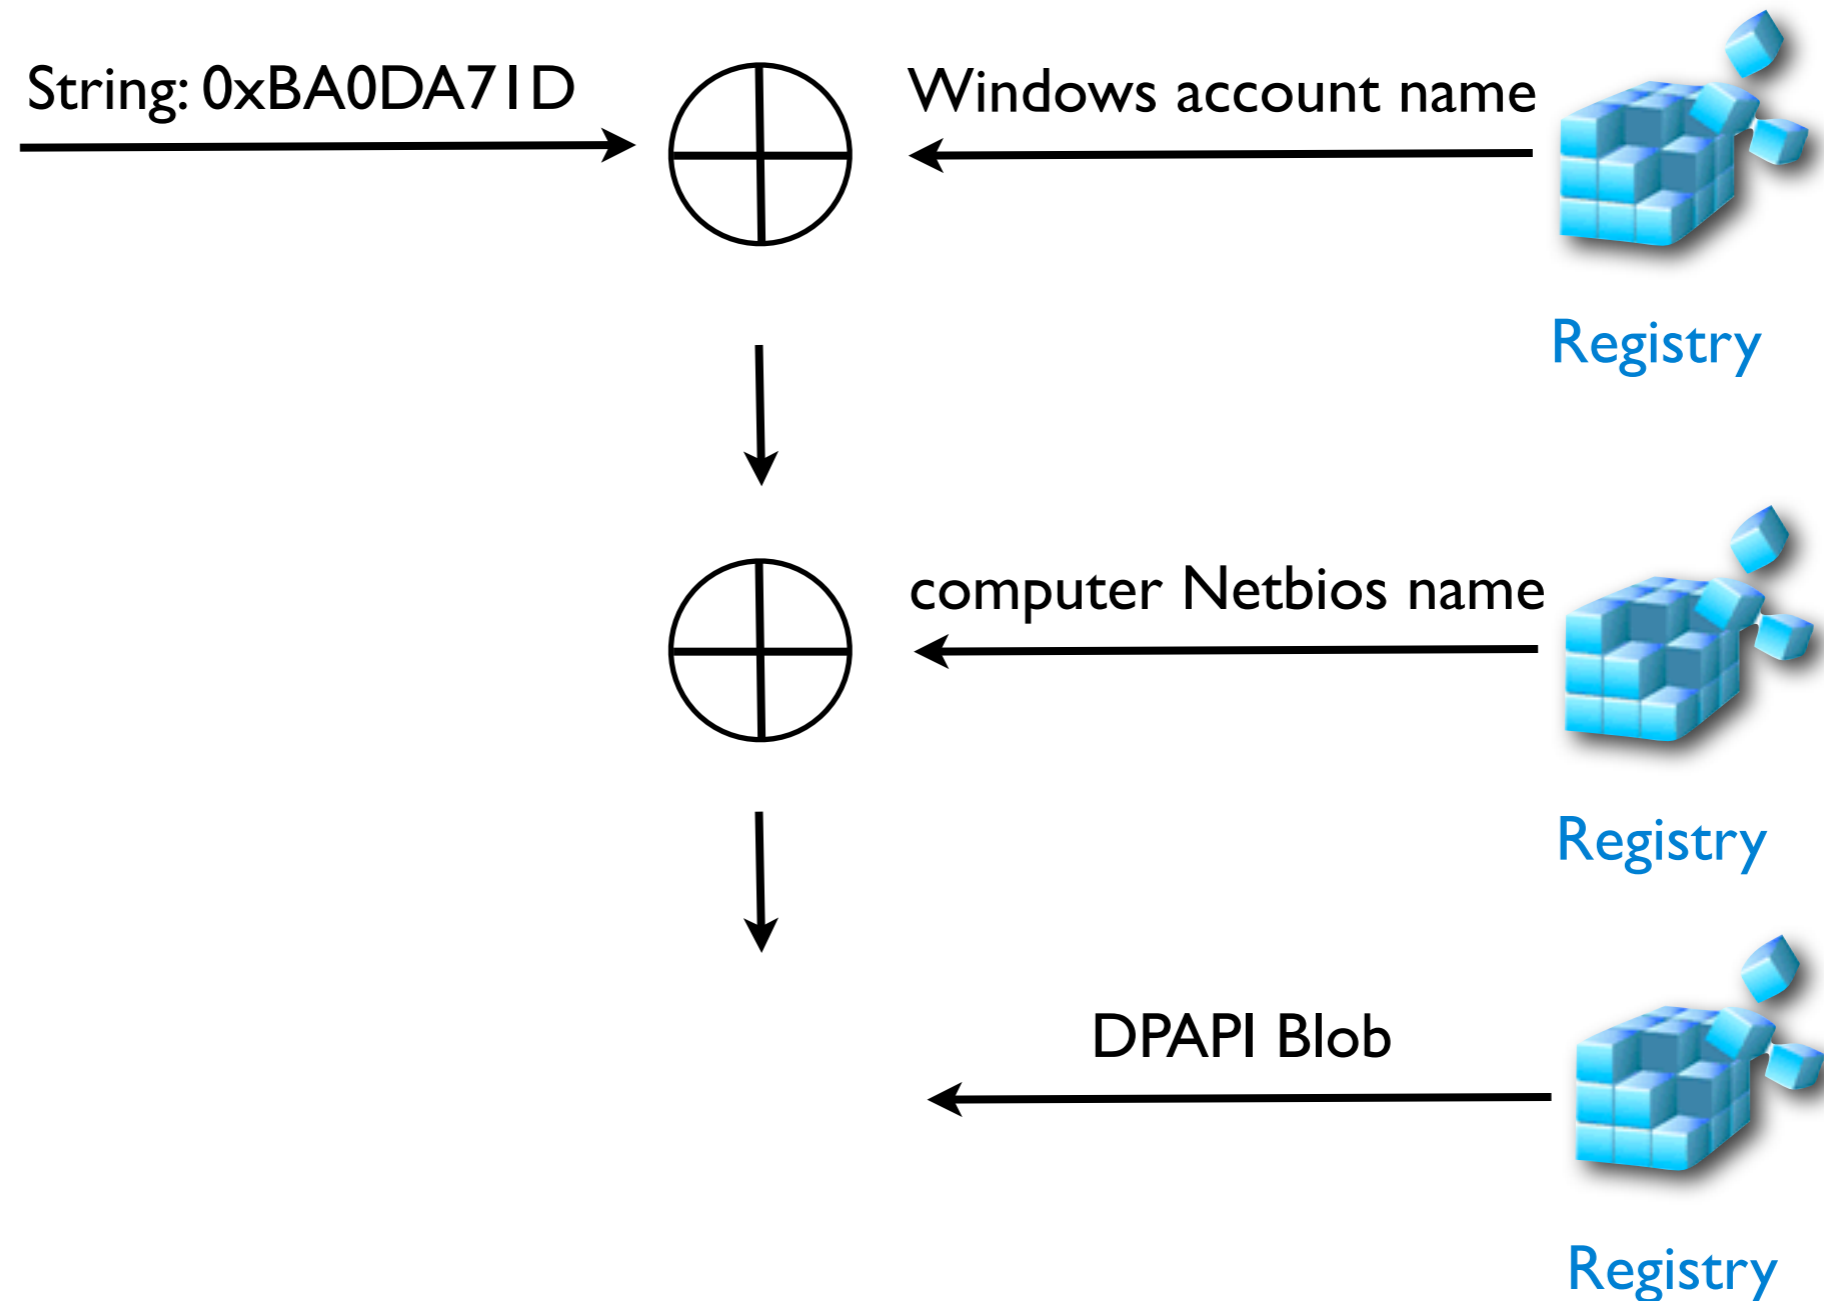 String: 0xBA0DA71D
Windows account name
Registry
computer Netbios name
Registry
DPAPI Blob
Registry